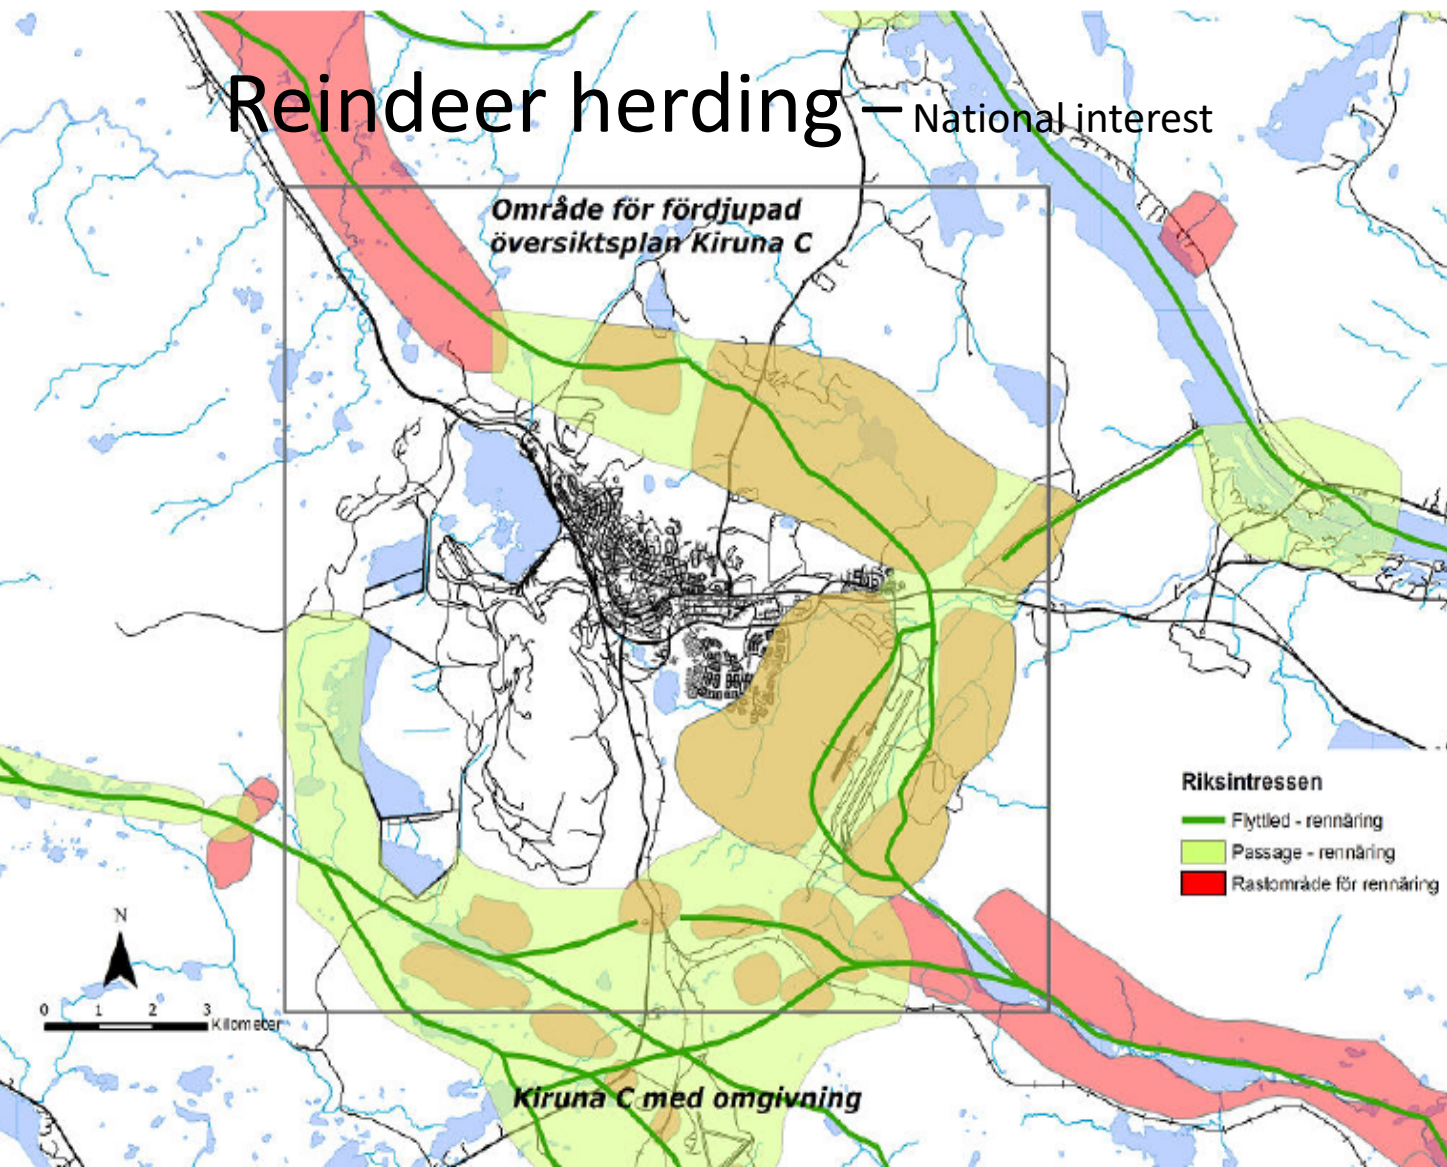 Reindeer herding – National interest
Område för fördjupad
översiktsplan Kiruna C
Riksintressen
Flyttled - rennäring
Passage - rennäring
Rastområde för rennäring
N
0 1 2 3
Kilometer
Kiruna C med omgivning